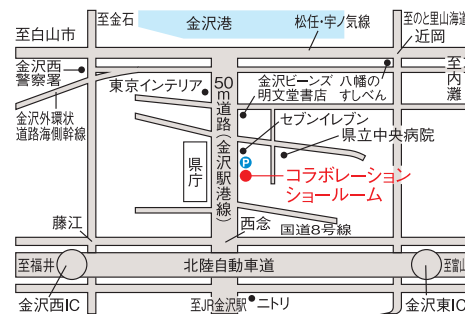 至金石
金沢港
松任・宇ノ気線
至のと里山海道
至白山市
近岡
金沢西
警察署
東京インテリア
50m道路(金沢駅港線)
金沢ビーンズ
明文堂書店
八幡の
すしべん
至内灘
金沢外環状
道路海側幹線
セブンイレブン
県立中央病院
県庁
P
コラボレーション
ショールーム
藤江
西念
国道8号線
至福井
北陸自動車道
至富山
金沢西IC
至JR金沢駅
ニトリ
金沢東IC